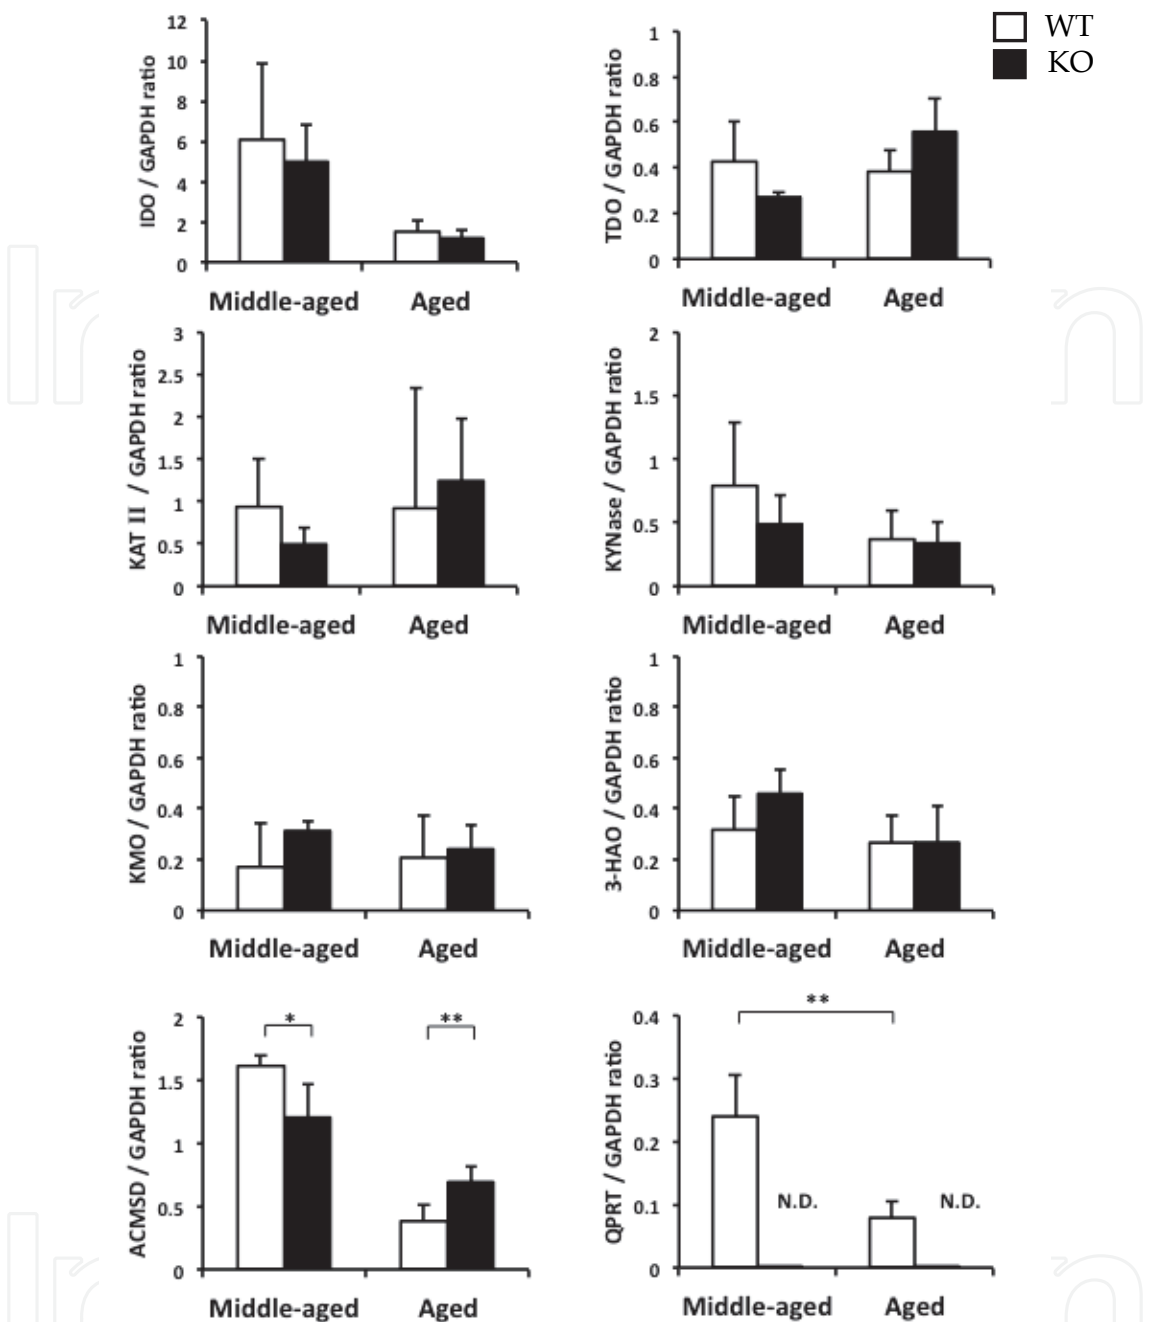 WT
KO
IDO / GAPDH ratio
12
10
8
6
4
2
0
Middle-aged Aged
TDO / GAPDH ratio
1
0.8
0.6
0.4
0.2
0
Middle-aged Aged
KAT II / GAPDH ratio
3
2.5
2
1.5
1
0.5
0
Middle-aged Aged
KYNase / GAPDH ratio
2
1.5
1
0.5
0
Middle-aged Aged
KMO / GAPDH ratio
1
0.8
0.6
0.4
0.2
0
Middle-aged Aged
3-HAO / GAPDH ratio
1
0.8
0.6
0.4
0.2
0
Middle-aged Aged
ACMSD / GAPDH ratio
2
1.5
1
0.5
0
* **
Middle-aged Aged
QPRT / GAPDH ratio
0.4
0.3
0.2
0.1
0
**
N.D. N.D.
Middle-aged Aged